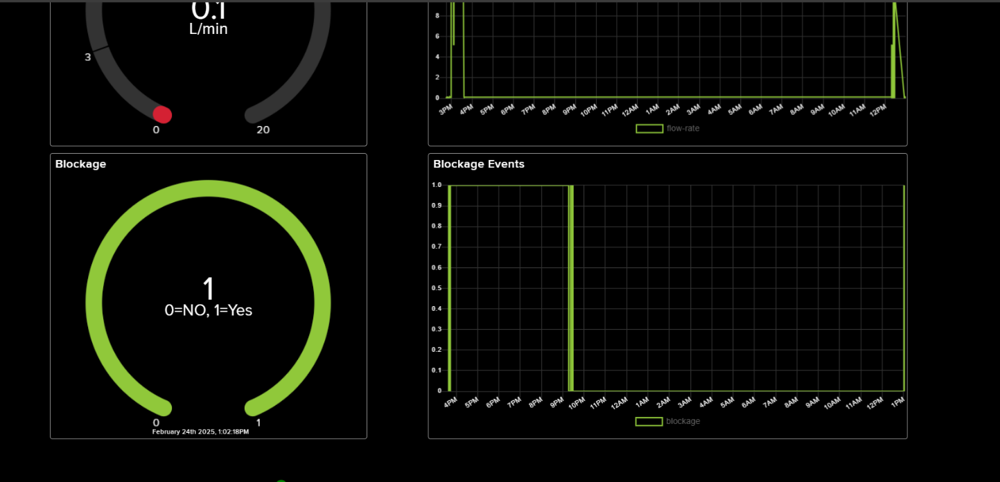 0.1
L/min
3
0
20
8
6
4
2
0
3PM 4PM 5PM 6PM 7PM 8PM 9PM 10PM 11PM 12AM 1AM 2AM 3AM 4AM 5AM 6AM 7AM 8AM 9AM 10AM 11AM 12PM
flow-rate
Blockage
1
0=NO, 1=Yes
0
1
February 24th 2025, 1:02:18PM
Blockage Events
1.0
0.9
0.8
0.7
0.6
0.5
0.4
0.3
0.2
0.1
0
4PM 5PM 6PM 7PM 8PM 9PM 10PM 11PM 12AM 1AM 2AM 3AM 4AM 5AM 6AM 7AM 8AM 9AM 10AM 11AM 12PM 1PM
blockage